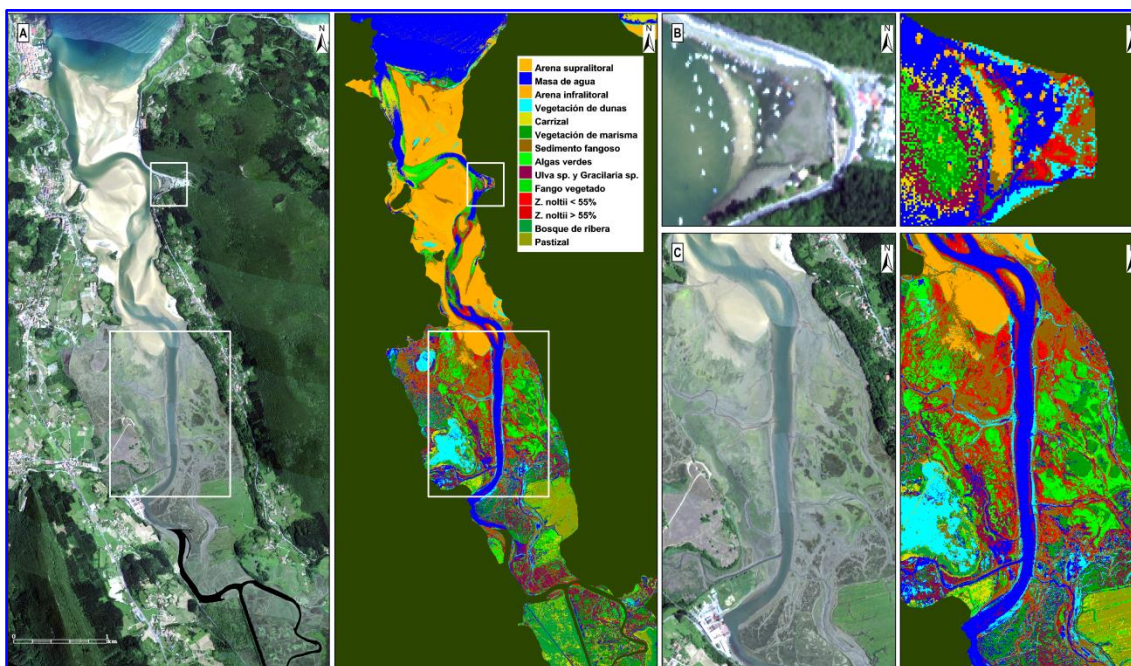 A
N
Arena supralitoral
Masa de agua
Arena infralitoral
Vegetación de dunas
Carrizal
Vegetación de marisma
Sedimento fangoso
Algas verdes
Ulva sp. y Gracilaria sp.
Fango vegetado
Z. noltii < 55%
Z. noltii > 55%
Bosque de ribera
Pastizal
N
B
N
N
C
N
N